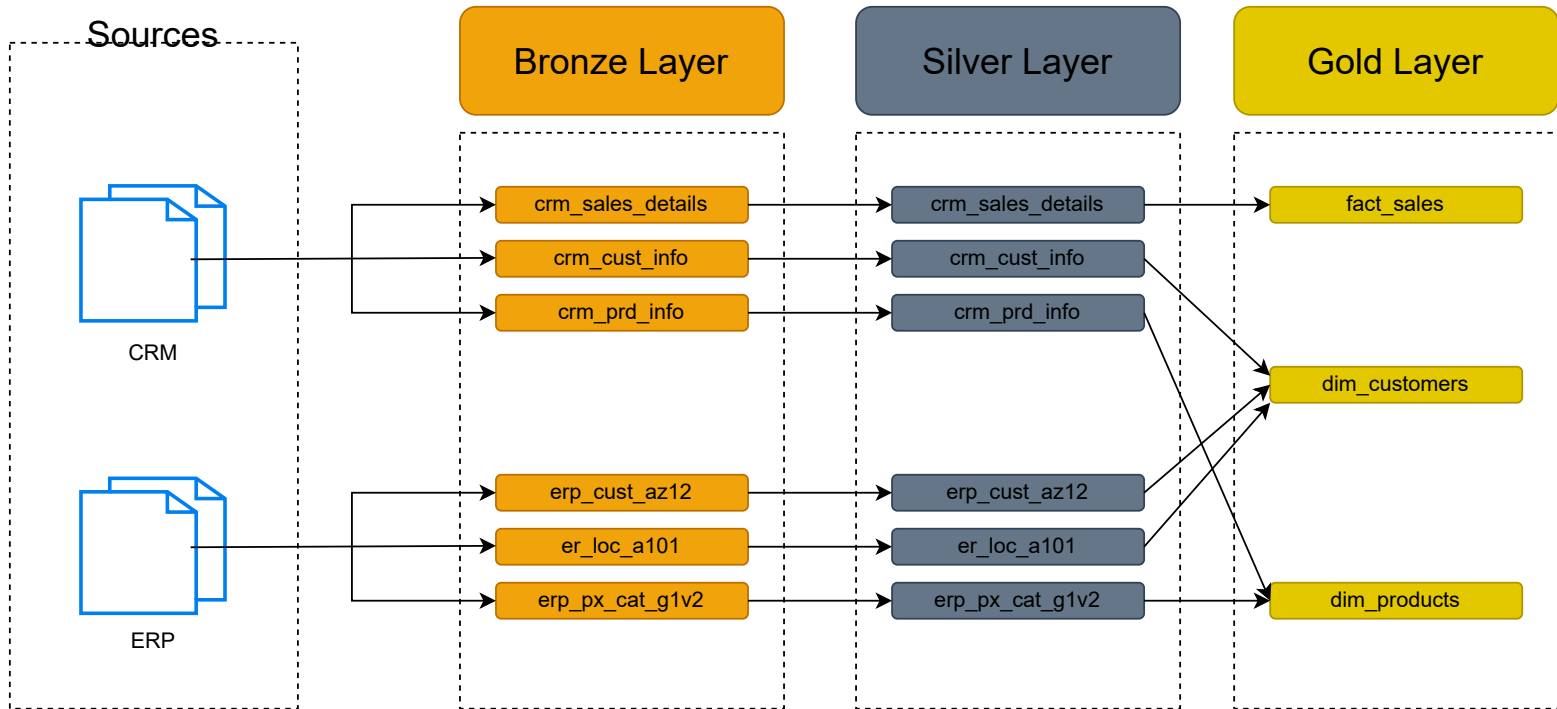 Sources
Bronze Layer
Silver Layer
Gold Layer
crm_sales_details
crm_sales_details
fact_sales
crm_cust_info
crm_cust_info
crm_prd_info
crm_prd_info
CRM
dim_customers
erp_cust_az12
erp_cust_az12
er_loc_a101
er_loc_a101
erp_px_cat_g1v2
erp_px_cat_g1v2
dim_products
ERP